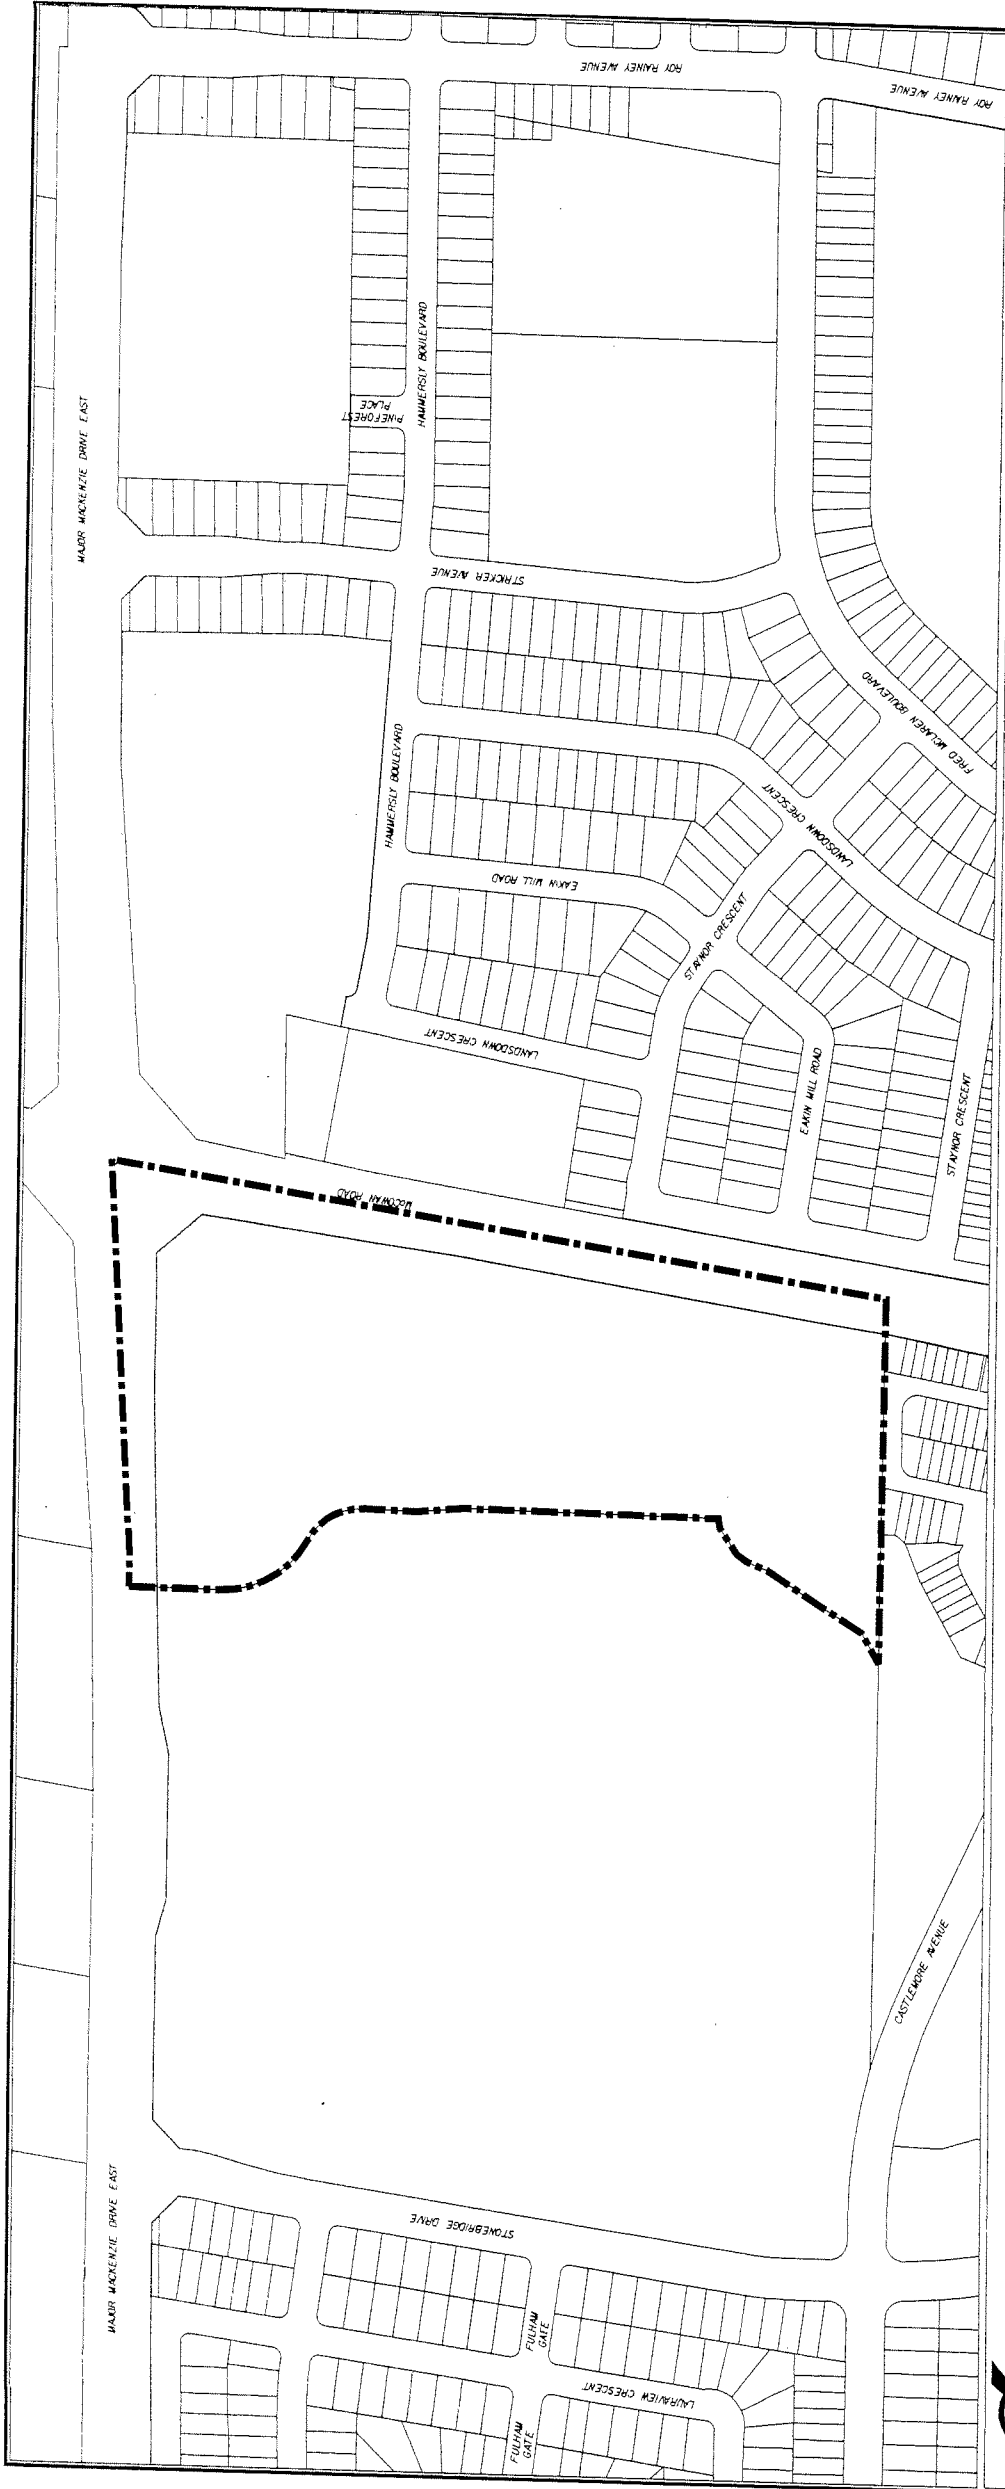 ROY RAINEY AVENUE
ROY RAINEY AVENUE
HAMMERSLY BOULEVARD
PINEFOREST
PLACE
MAJOR MACKENZIE DRIVE EAST
STRICKER AVENUE
FRED MCLAREN BOULEVARD
HAMMERSLY BOULEVARD
LANDSDOWN CRESCENT
EAKIN MILL ROAD
STAYNOR CRESCENT
LANDSDOWN CRESCENT
EAKIN MILL ROAD
STAYNOR CRESCENT
McCOWAN ROAD
CASTLEMORE AVENUE
MAJOR MACKENZIE DRIVE EAST
STONEBRIDGE DRIVE
FULHAM
GATE
LAURAVIEW CRESCENT
FULHAM
GATE